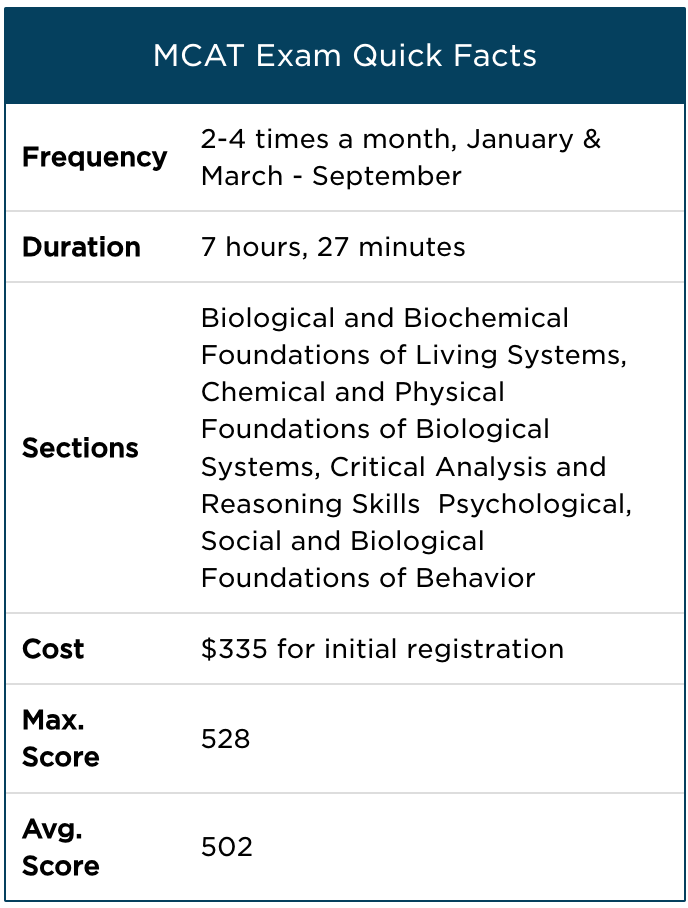 MCAT Exam Quick Facts
Frequency
2-4 times a month, January &
March - September
Duration
7 hours, 27 minutes
Sections
Biological and Biochemical
Foundations of Living Systems,
Chemical and Physical
Foundations of Biological
Systems, Critical Analysis and
Reasoning Skills  Psychological,
Social and Biological
Foundations of Behavior
Cost
$335 for initial registration
Max.
Score
528
Avg.
Score
502